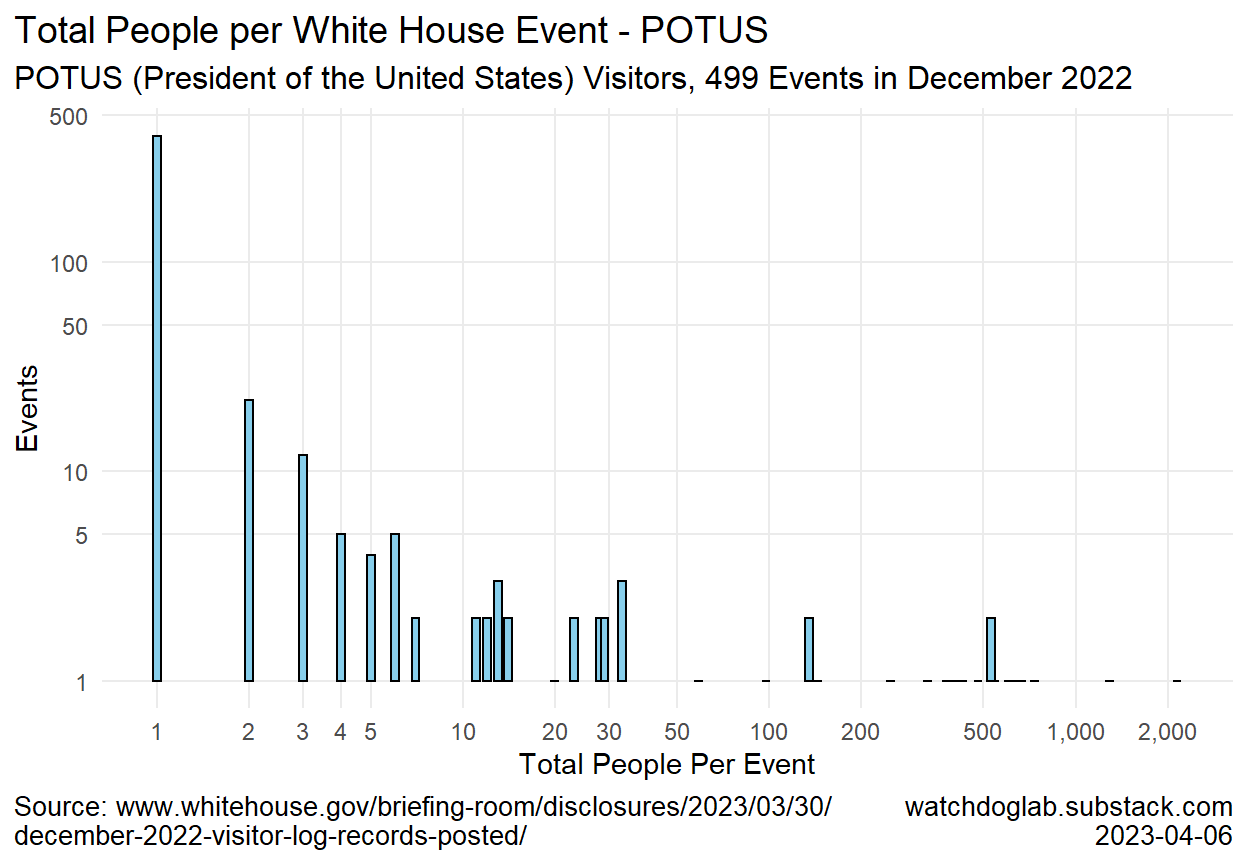 Total People per White House Event - POTUS
POTUS (President of the United States) Visitors, 499 Events in December 2022
500
100
50
10
5
1
Events
1 2 3 4 5 10 20 30 50 100 200 500 1,000 2,000
Total People Per Event
Source: www.whitehouse.gov/briefing-room/disclosures/2023/03/30/
december-2022-visitor-log-records-posted/
watchdoglab.substack.com
2023-04-06